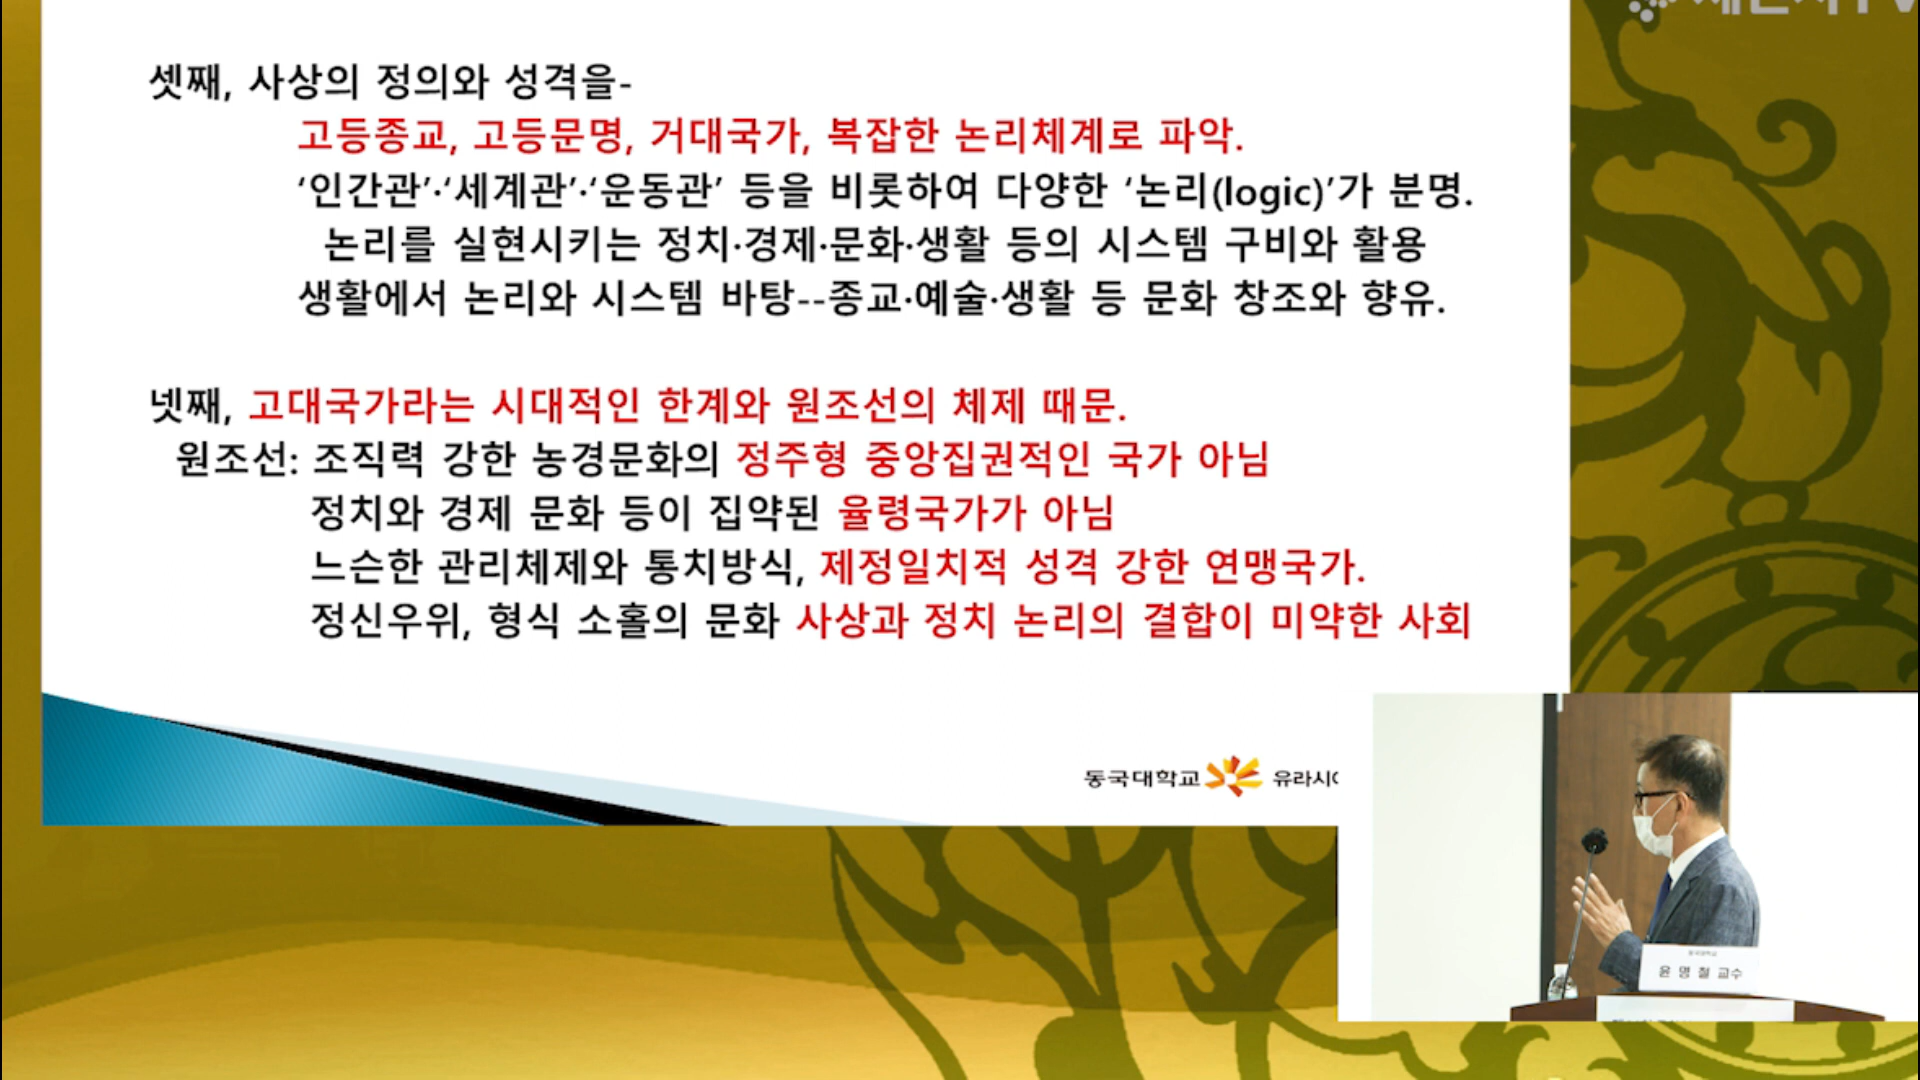 셋째, 사상의 정의와 성격을-
고등종교, 고등문명, 거대국가, 복잡한 논리체계로 파악.
‘인간관’·‘세계관’·‘운동관’ 등을 비롯하여 다양한 ‘논리(logic)’가 분명.
논리를 실현시키는 정치·경제·문화·생활 등의 시스템 구비와 활용
생활에서 논리와 시스템 바탕--종교·예술·생활 등 문화 창조와 향유.
넷째, 고대국가라는 시대적인 한계와 원조선의 체제 때문.
원조선: 조직력 강한 농경문화의 정주형 중앙집권적인 국가 아님
정치와 경제 문화 등이 집약된 율령국가가 아님
느슨한 관리체제와 통치방식, 제정일치적 성격 강한 연맹국가.
정신우위, 형식 소홀의 문화 사상과 정치 논리의 결합이 미약한 사회
동국대학교 유라시아
동국대학교
윤명철 교수